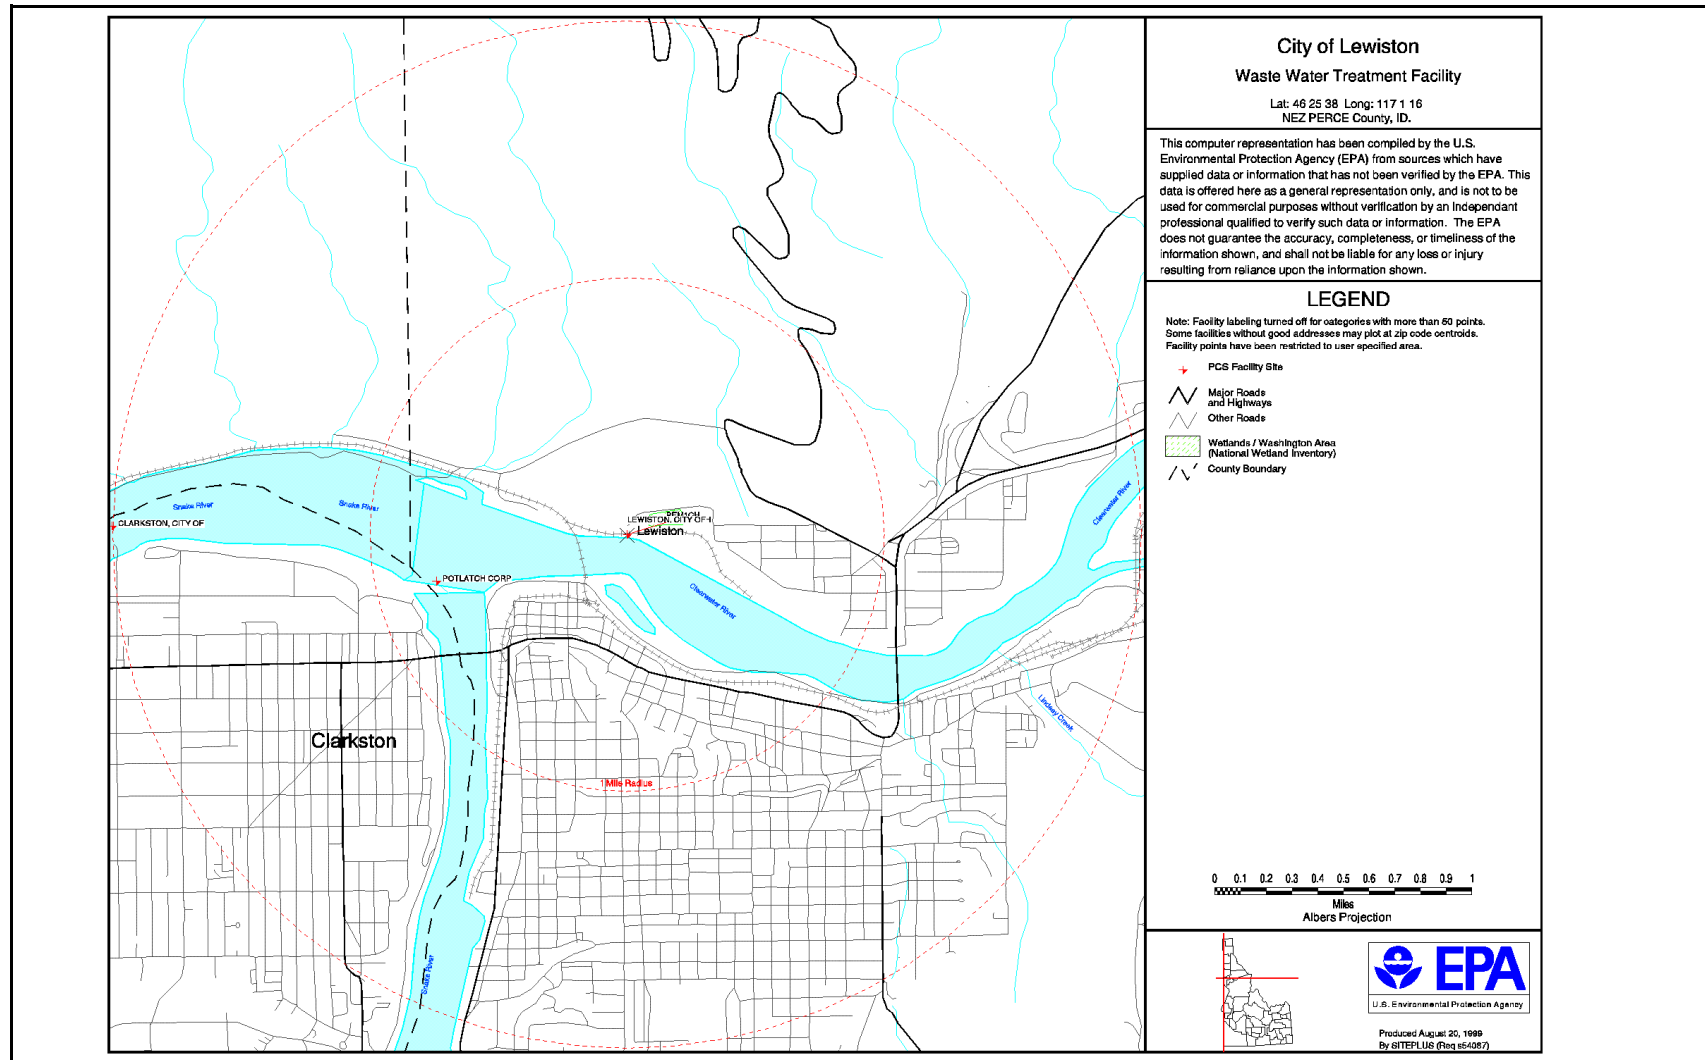 City of Lewiston
Waste Water Treatment Facility
Lat: 46 25 38 Long: 117 1 16
NEZ PERCE County, ID.
This computer representation has been compiled by the U.S.
Environmental Protection Agency (EPA) from sources which have
supplied data or information that has not been verified by the EPA. This
data is offered here as a general representation only, and is not to be
used for commercial purposes without verification by an independant
professional qualified to verify such data or information. The EPA
does not guarantee the accuracy, completeness, or timeliness of the
information shown, and shall not be liable for any loss or injury
resulting from reliance upon the information shown.
LEGEND
Note: Facility labeling turned off for categories with more than 50 points.
Some facilities without good addresses may plot at zip code centroids.
Facility points have been restricted to user specified area.
PCS Facility Site
Major Roads
and Highways
Other Roads
Wetlands / Washington Area
(National Wetland Inventory)
County Boundary
0 0.1 0.2 0.3 0.4 0.5 0.6 0.7 0.8 0.9 1
Miles
Albers Projection
EPA
U.S. Environmental Protection Agency
Produced August 20, 1999
By SITEPLUS (Req s54087)
Snake River
Snake River
CLARKSTON, CITY OF
LEWISTON, CITY OF
Lewiston
POTLATCH CORP
Clearwater River
Clearwater River
Lindsay Creek
Clarkston
1 Mile Radius
Snake River